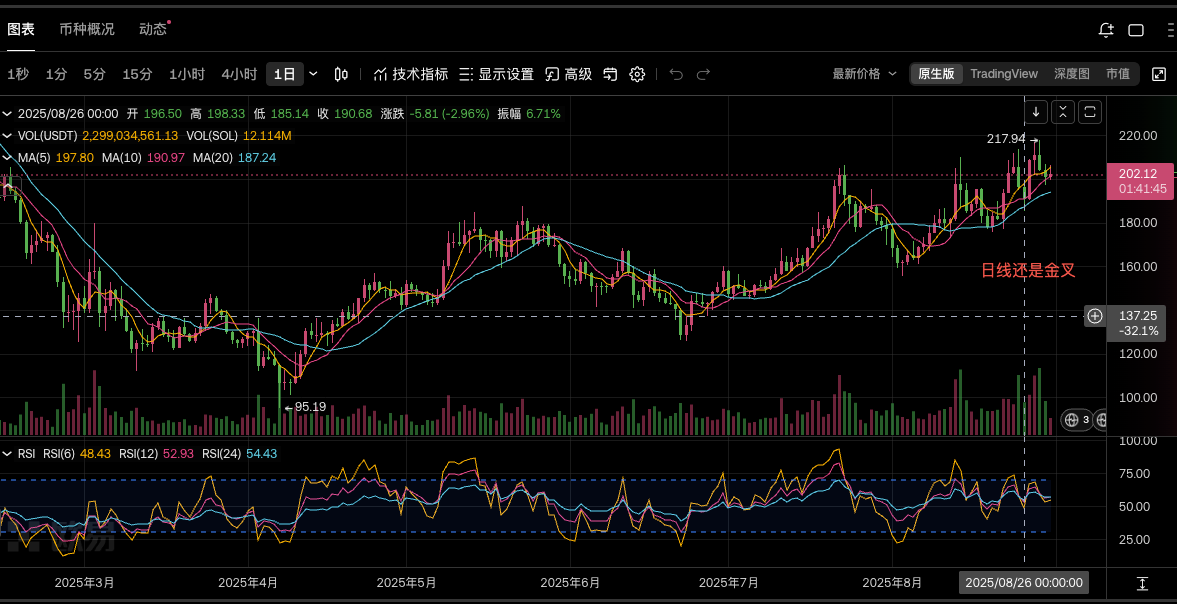 图表 币种概况 动态
1秒 1分 5分 15分 1小时 4小时 1日 技术指标 显示设置 高级 最新价格 原生版 TradingView 深度图 市值
2025/08/26 00:00 开 196.50 高 198.33 低 185.14 收 190.68 涨跌 -5.81 (-2.96%) 振幅 6.71%
VOL(USDT) 2,299,034,561.13 VOL(SOL) 12.114M
MA(5) 197.80 MA(10) 190.97 MA(20) 187.24
217.94
220.00
202.12
01:41:45
180.00
160.00
日线还是金叉
137.25
-32.1%
120.00
100.00
95.19
3
100.00
RSI RSI(6) 48.43 RSI(12) 52.93 RSI(24) 54.43
75.00
50.00
25.00
2025年3月 2025年4月 2025年5月 2025年6月 2025年7月 2025年8月 2025/08/26 00:00:00